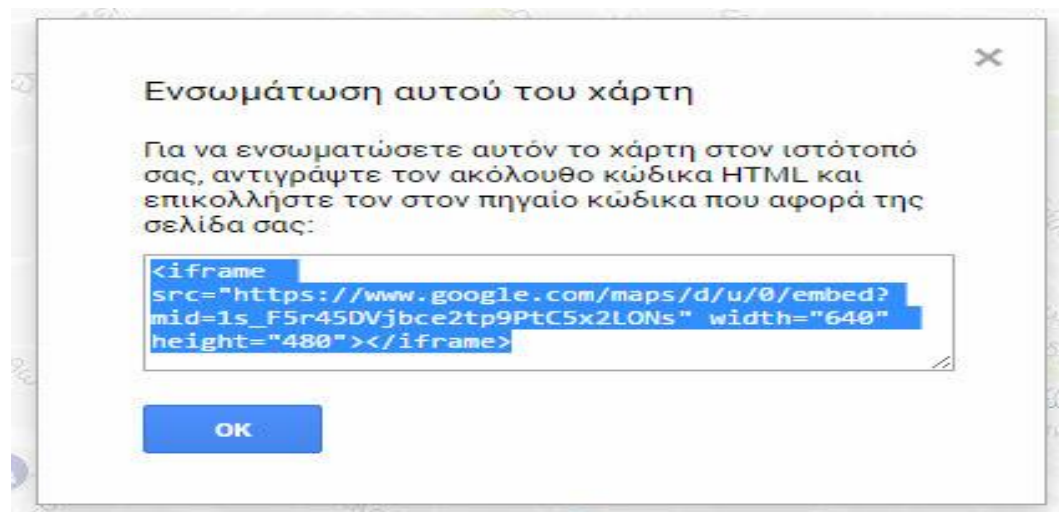 Ενσωμάτωση αυτού του χάρτη
Για να ενσωματώσετε αυτόν το χάρτη στον ιστότοπό
σας, αντιγράψτε τον ακόλουθο κώδικα HTML και
επικολλήστε τον στον πηγαίο κώδικα που αφορά της
σελίδα σας:
<iframe
src="https://www.google.com/maps/d/u/0/embed?
mid=1s_F5r45DVjbce2tp9PtC5x2LONs" width="640"
height="480"></iframe>
OK